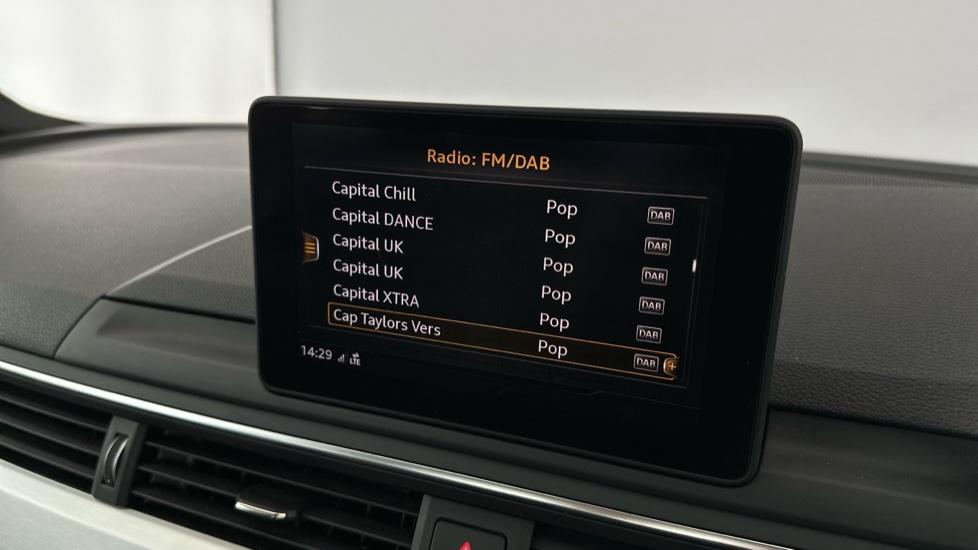 Radio: FM/DAB
Capital Chill Pop DAB
Capital DANCE Pop DAB
Capital UK Pop DAB
Capital UK Pop DAB
Capital XTRA Pop DAB
Cap Taylors Vers Pop DAB
14:29 LTE